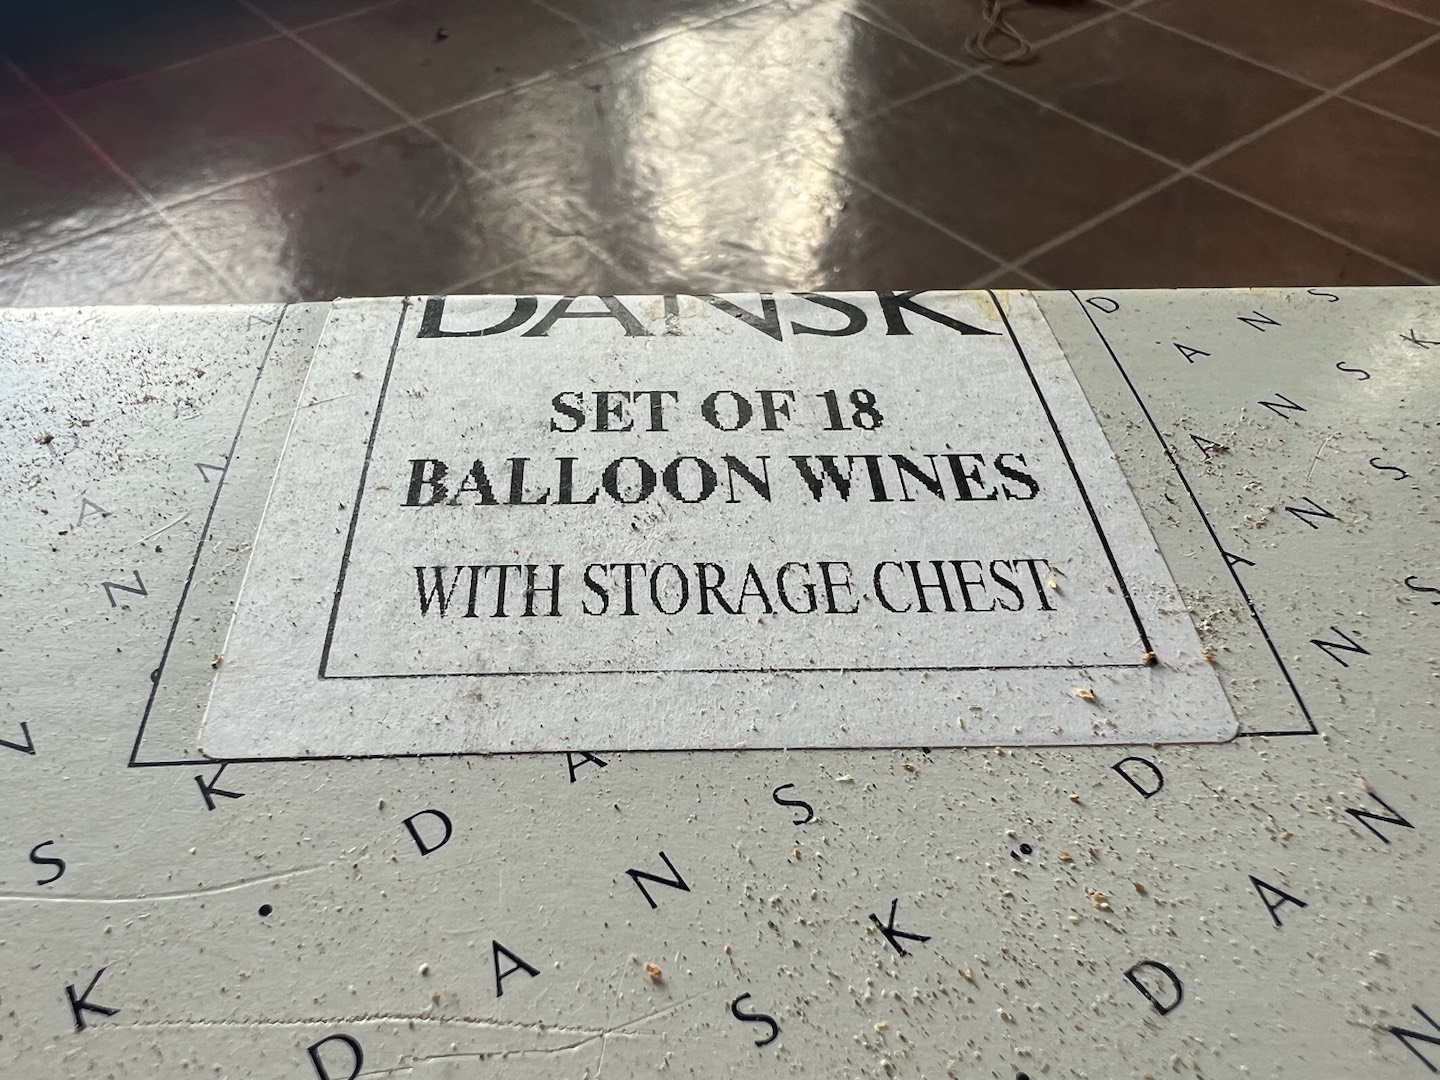 DANSK
SET OF 18
BALLOON WINES
WITH STORAGE CHEST
K D A N S K D A N
S K D A N S K D A N